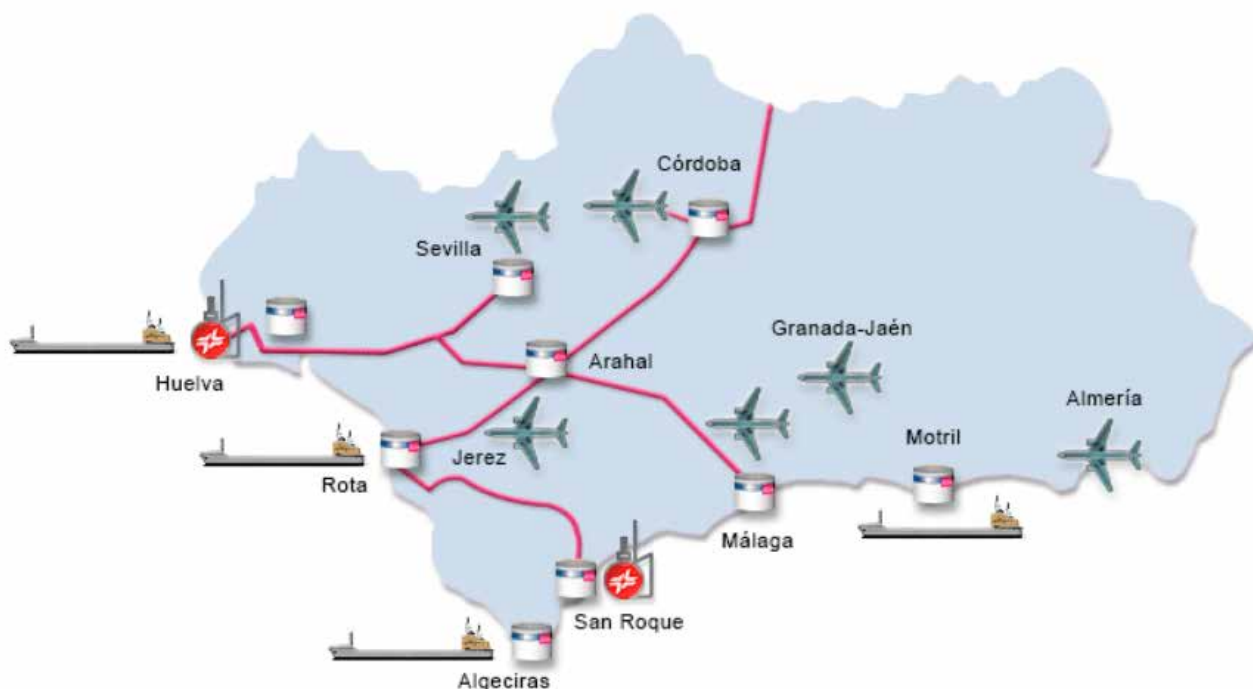 Córdoba
Sevilla
Granada-Jaén
Arahal
Huelva
Almería
Motril
Jerez
Rota
Málaga
San Roque
Algeciras